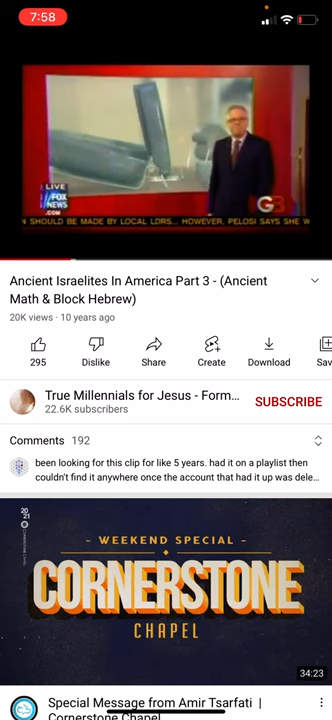 7:58
LIVE
FOX
NEWS
.COM
GB
N SHOULD BE MADE BY LOCAL LDRS... HOWEVER, PELOSI SAYS SHE W
Ancient Israelites In America Part 3 - (Ancient
Math & Block Hebrew)
20K views · 10 years ago
295
Dislike
Share
Create
Download
Sav
True Millennials for Jesus - Form...
SUBSCRIBE
22.6K subscribers
Comments 192
been looking for this clip for like 5 years. had it on a playlist then
couldn't find it anywhere once the account that had it up was dele...
20
21
- WEEKEND SPECIAL -
CORNERSTONE
CHAPEL
34:23
Special Message from Amir Tsarfati |
Cornerstone Chapel